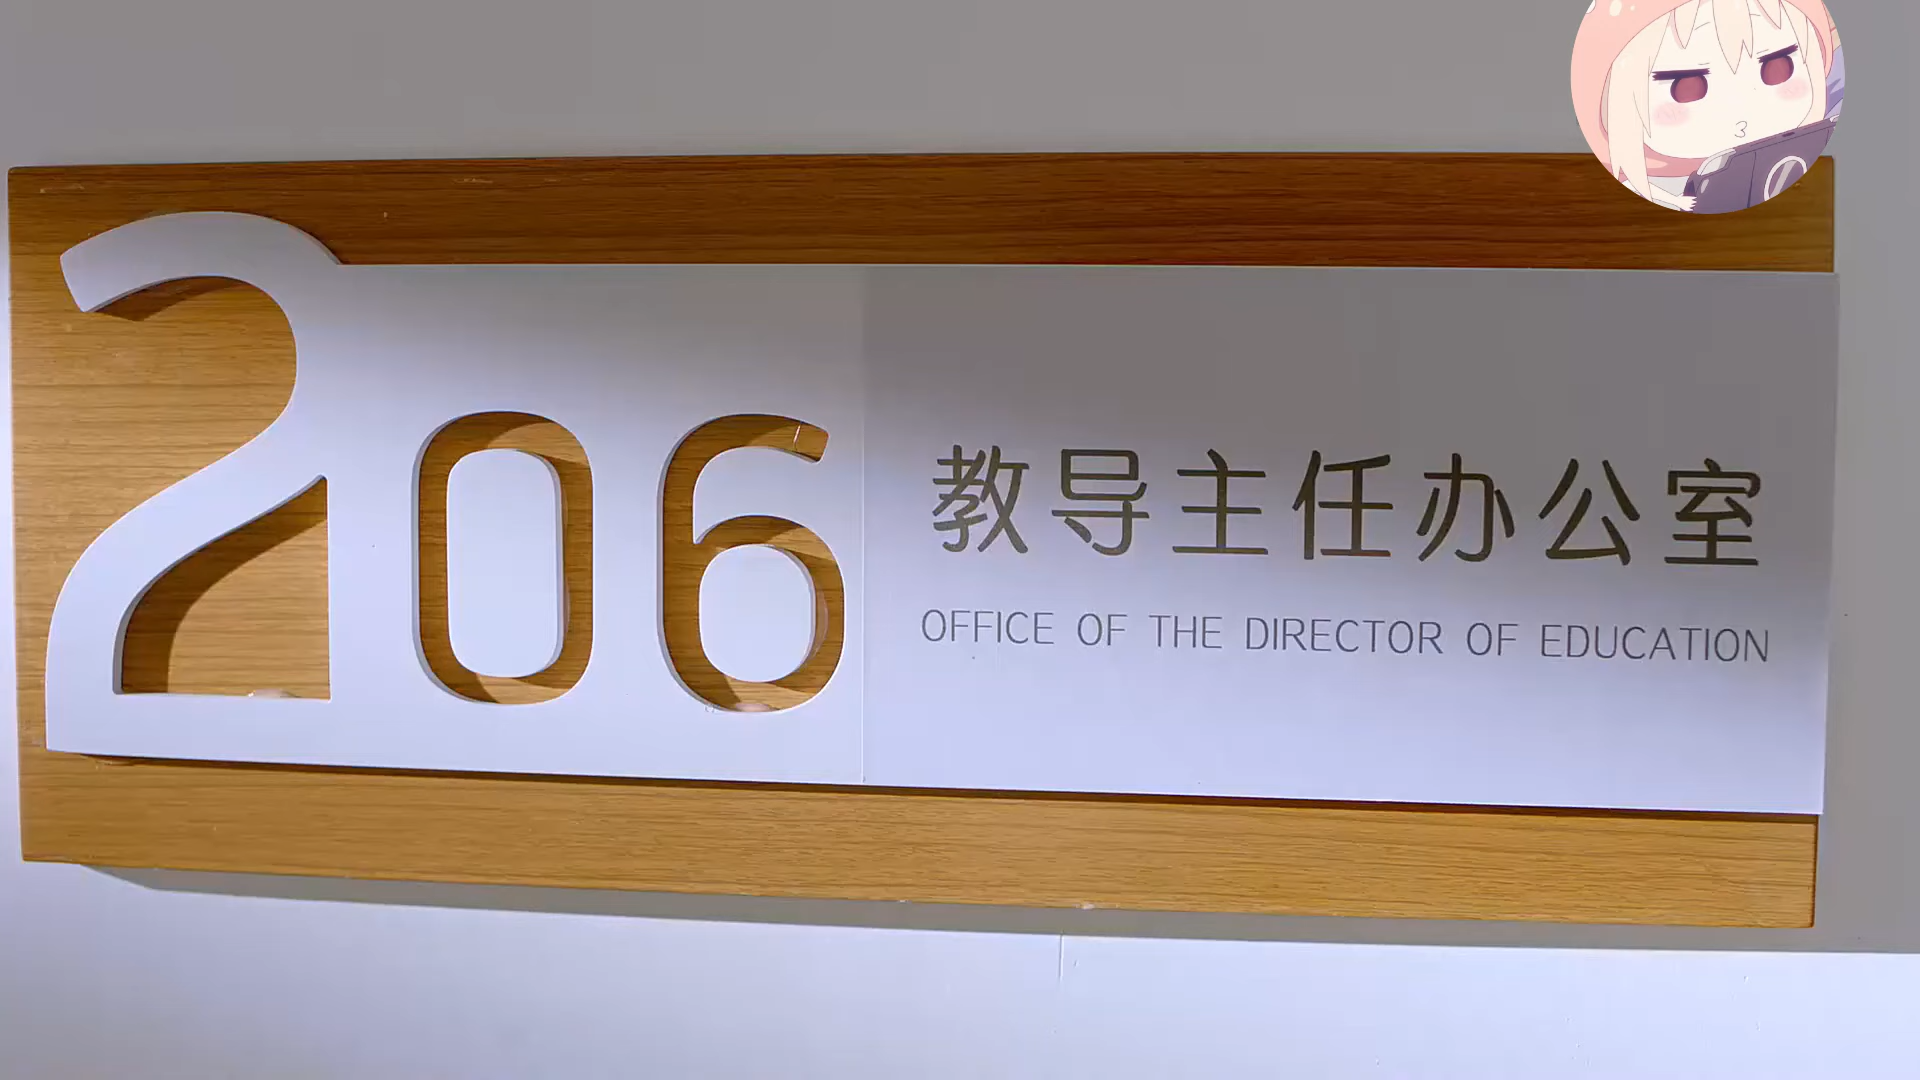 206
教导主任办公室
OFFICE OF THE DIRECTOR OF EDUCATION